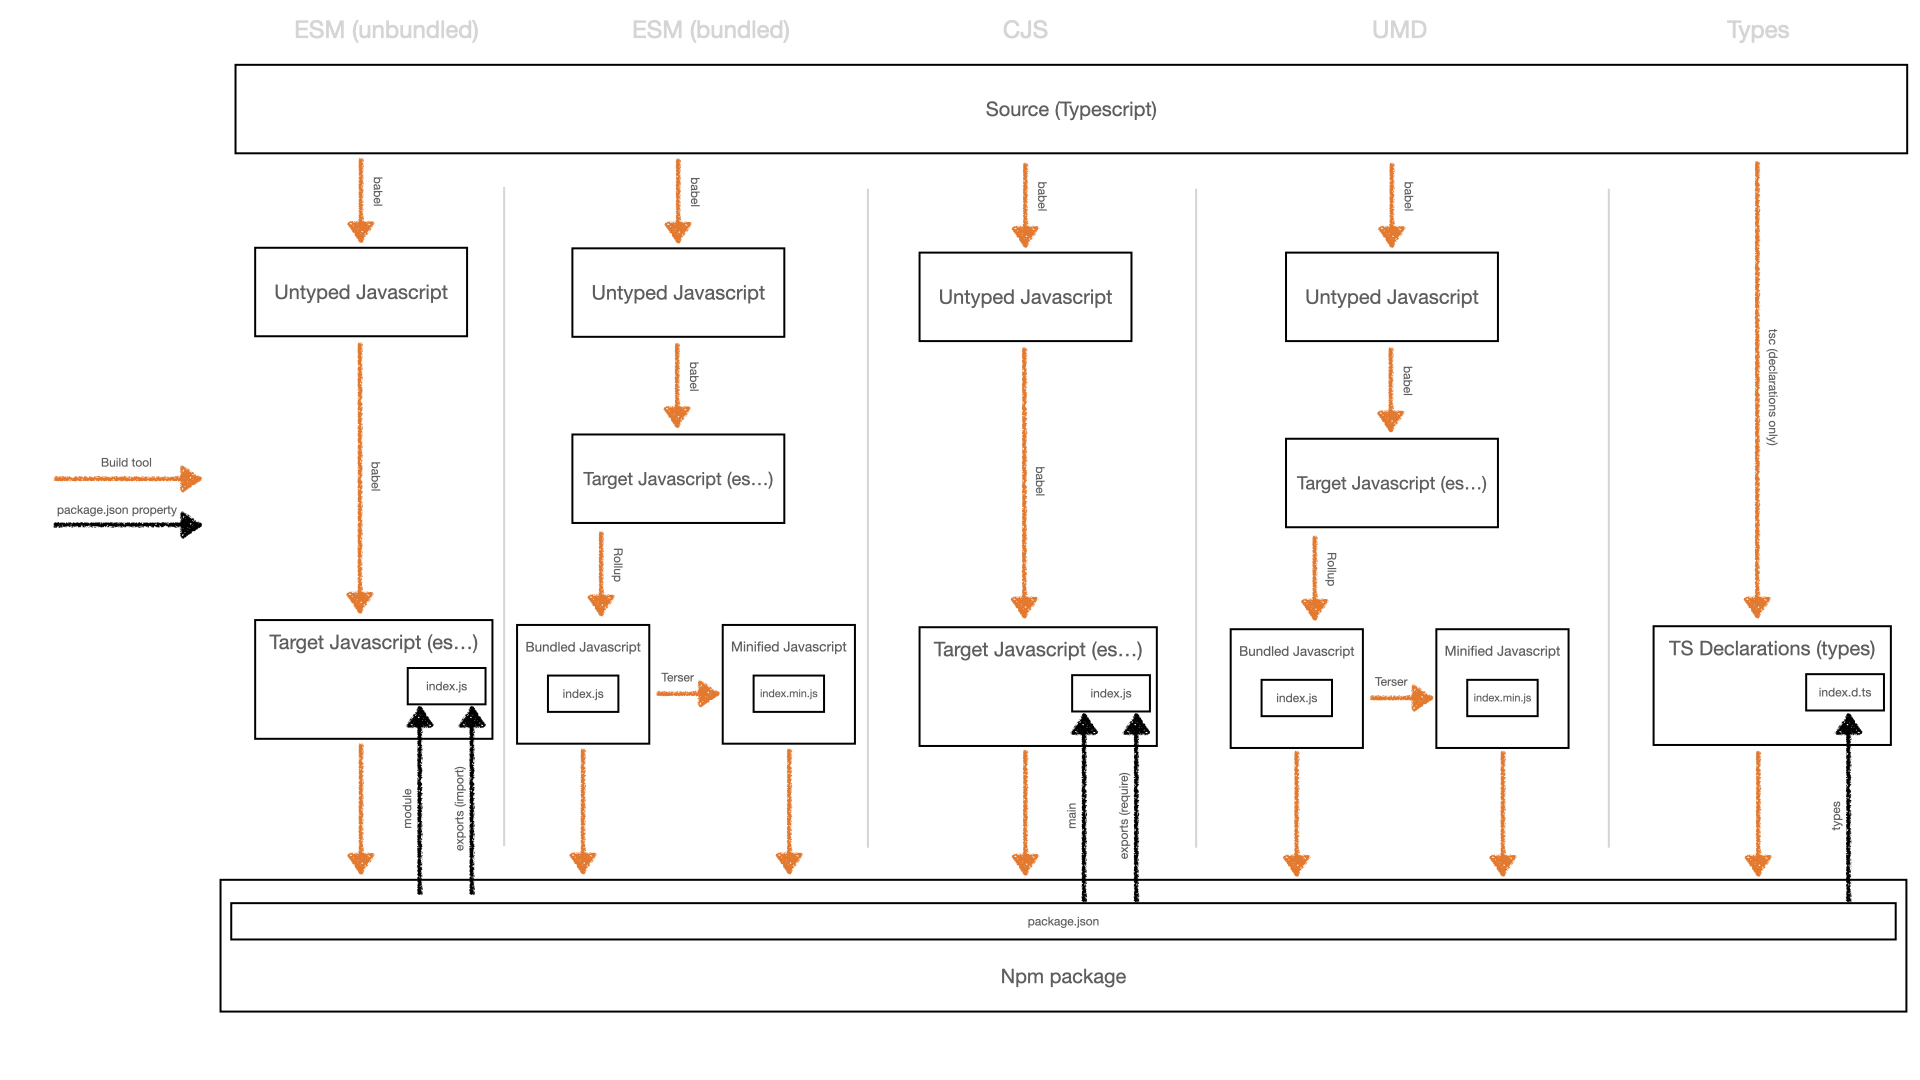 ESM (unbundled)
ESM (bundled)
CJS
UMD
Types
Source (Typescript)
babel
babel
babel
babel
Untyped Javascript
Untyped Javascript
Untyped Javascript
Untyped Javascript
tsc (declarations only)
babel
babel
babel
babel
Build tool
package.json property
Target Javascript (es...)
Target Javascript (es...)
Rollup
Rollup
Target Javascript (es...)
index.js
Bundled Javascript
index.js
Terser
Minified Javascript
index.min.js
Target Javascript (es...)
index.js
Bundled Javascript
index.js
Terser
Minified Javascript
index.min.js
TS Declarations (types)
index.d.ts
module
exports (import)
main
exports (require)
types
package.json
Npm package